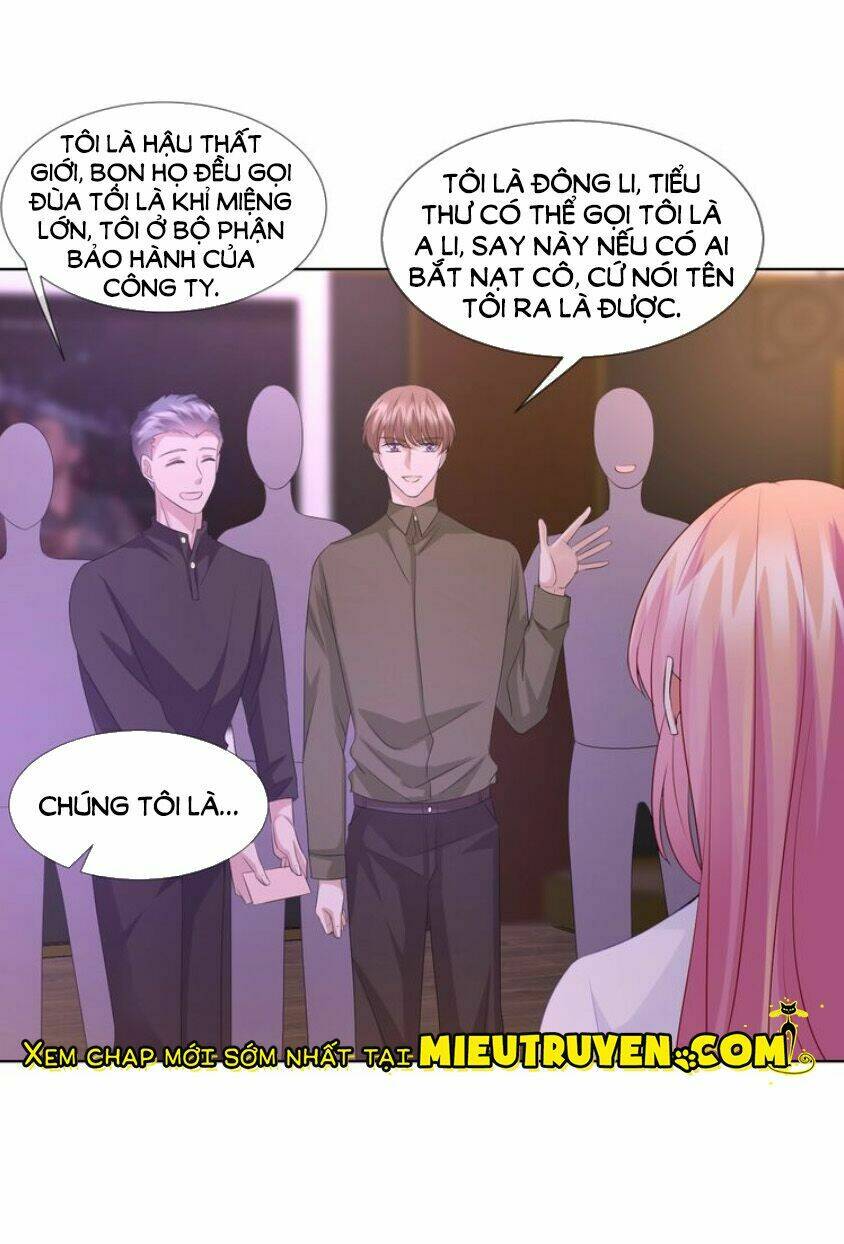 TÔI LÀ HẬU THẤT
GIỚI, BỌN HỌ ĐỀU GỌI
ĐÙA TÔI LÀ KHỈ MIỆNG
LỚN, TÔI Ở BỘ PHẬN
BẢO HÀNH CỦA
CÔNG TY.
TÔI LÀ ĐÔNG LI, TIỂU
THƯ CÓ THỂ GỌI TÔI LÀ
A LI, SAY NÀY NẾU CÓ AI
BẮT NẠT CÔ, CỨ NÓI TÊN
TÔI RA LÀ ĐƯỢC.
CHÚNG TÔI LÀ...
XEM CHAP MỚI SỚM NHẤT TẠI MIEUTRUYEN.COM